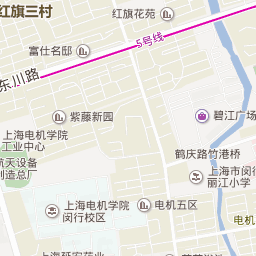 红旗三村
红旗花苑
富仕名邸
5号线
东川路
紫藤新园
碧江广场
上海电机学院
工业中心
鹤庆路竹港桥
航天设备
制造总厂
上海市闵行
丽江小学
上海电机学院
闵行校区
电机五区
电机